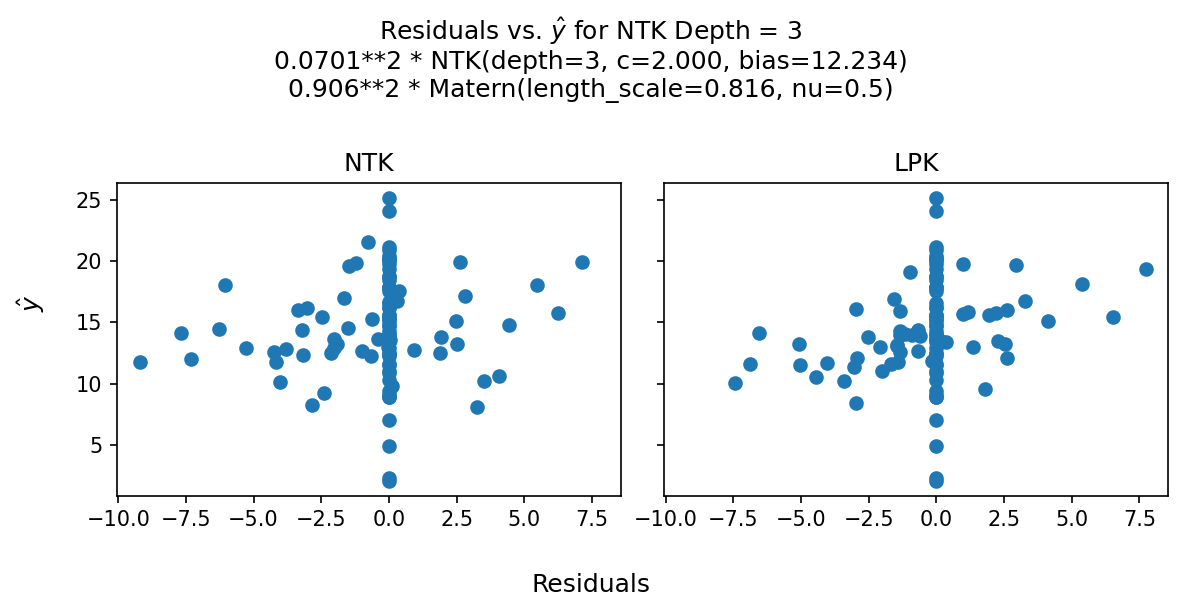 Residuals vs. ŷ for NTK Depth = 3
0.0701**2 * NTK(depth=3, c=2.000, bias=12.234)
0.906**2 * Matern(length_scale=0.816, nu=0.5)
NTK
LPK
25
20
15
10
5
ŷ
−10.0 −7.5 −5.0 −2.5 0.0 2.5 5.0 7.5
−10.0 −7.5 −5.0 −2.5 0.0 2.5 5.0 7.5
Residuals